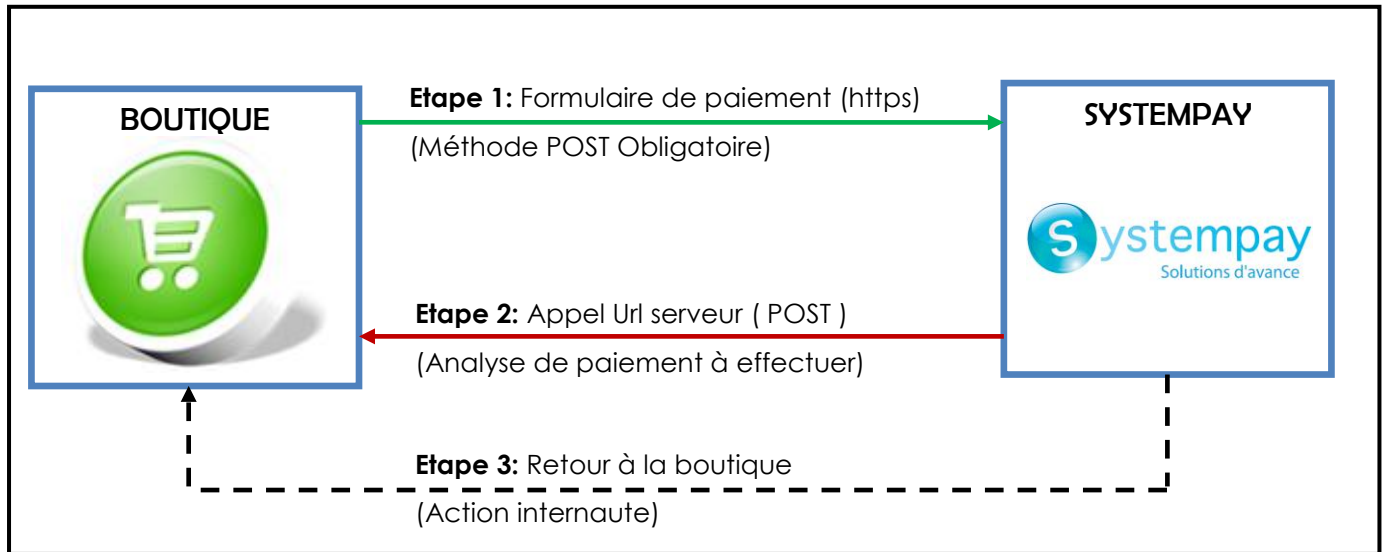 BOUTIQUE
Etape 1: Formulaire de paiement (https)
(Méthode POST Obligatoire)
SYSTEMPAY
Systempay
Solutions d'avance
Etape 2: Appel Url serveur ( POST )
(Analyse de paiement à effectuer)
Etape 3: Retour à la boutique
(Action internaute)